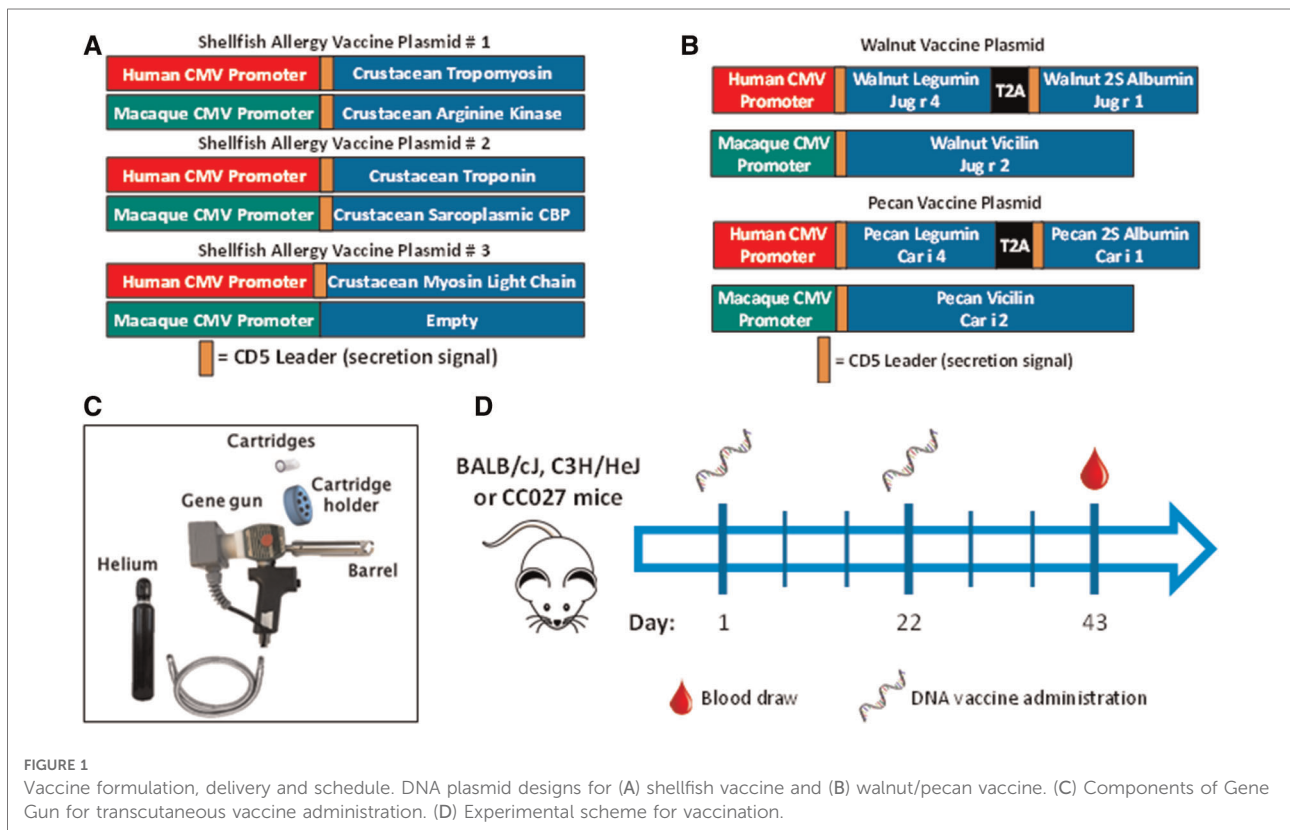 A
Shellfish Allergy Vaccine Plasmid # 1
Human CMV Promoter
Crustacean Tropomyosin
Macaque CMV Promoter
Crustacean Arginine Kinase
Shellfish Allergy Vaccine Plasmid # 2
Human CMV Promoter
Crustacean Troponin
Macaque CMV Promoter
Crustacean Sarcoplasmic CBP
Shellfish Allergy Vaccine Plasmid # 3
Human CMV Promoter
Crustacean Myosin Light Chain
Macaque CMV Promoter
Empty
= CD5 Leader (secretion signal)
B
Walnut Vaccine Plasmid
Human CMV
Promoter
Walnut Legumin
Jug r 4
T2A
Walnut 2S Albumin
Jug r 1
Macaque CMV
Promoter
Walnut Vicilin
Jug r 2
Pecan Vaccine Plasmid
Human CMV
Promoter
Pecan Legumin
Car i 4
T2A
Pecan 2S Albumin
Car i 1
Macaque CMV
Promoter
Pecan Vicilin
Car i 2
= CD5 Leader (secretion signal)
C
Cartridges
Gene gun
Cartridge
holder
Helium
Barrel
D
BALB/cJ, C3H/HeJ
or CC027 mice
Day:
1
22
43
Blood draw
DNA vaccine administration
FIGURE 1
Vaccine formulation, delivery and schedule. DNA plasmid designs for (A) shellfish vaccine and (B) walnut/pecan vaccine. (C) Components of Gene
Gun for transcutaneous vaccine administration. (D) Experimental scheme for vaccination.